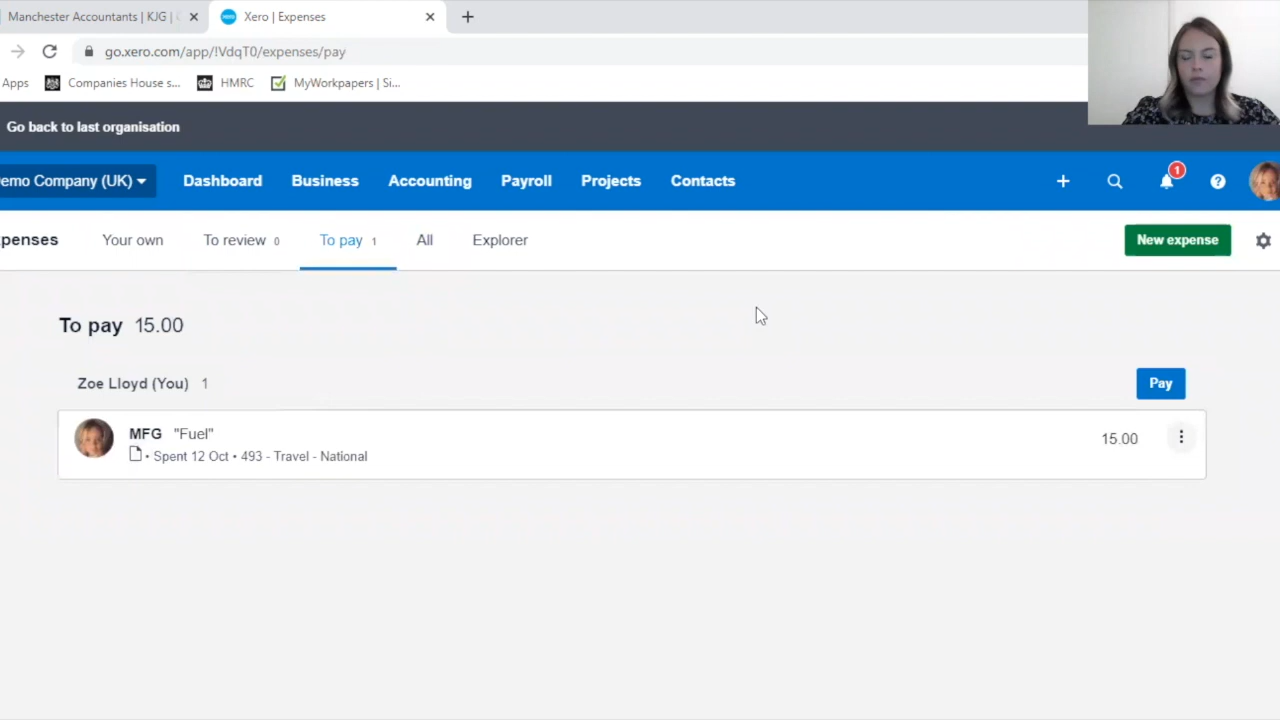 Manchester Accountants | KJG |
xero
Xero | Expenses
go.xero.com/app/!VdqT0/expenses/pay
Apps
Companies House s...
HMRC
MyWorkpapers | Si...
Go back to last organisation
emo Company (UK)
Dashboard
Business
Accounting
Payroll
Projects
Contacts
1
penses
Your own
To review 0
To pay 1
All
Explorer
New expense
To pay 15.00
Zoe Lloyd (You) 1
Pay
MFG "Fuel"
15.00
• Spent 12 Oct • 493 - Travel - National